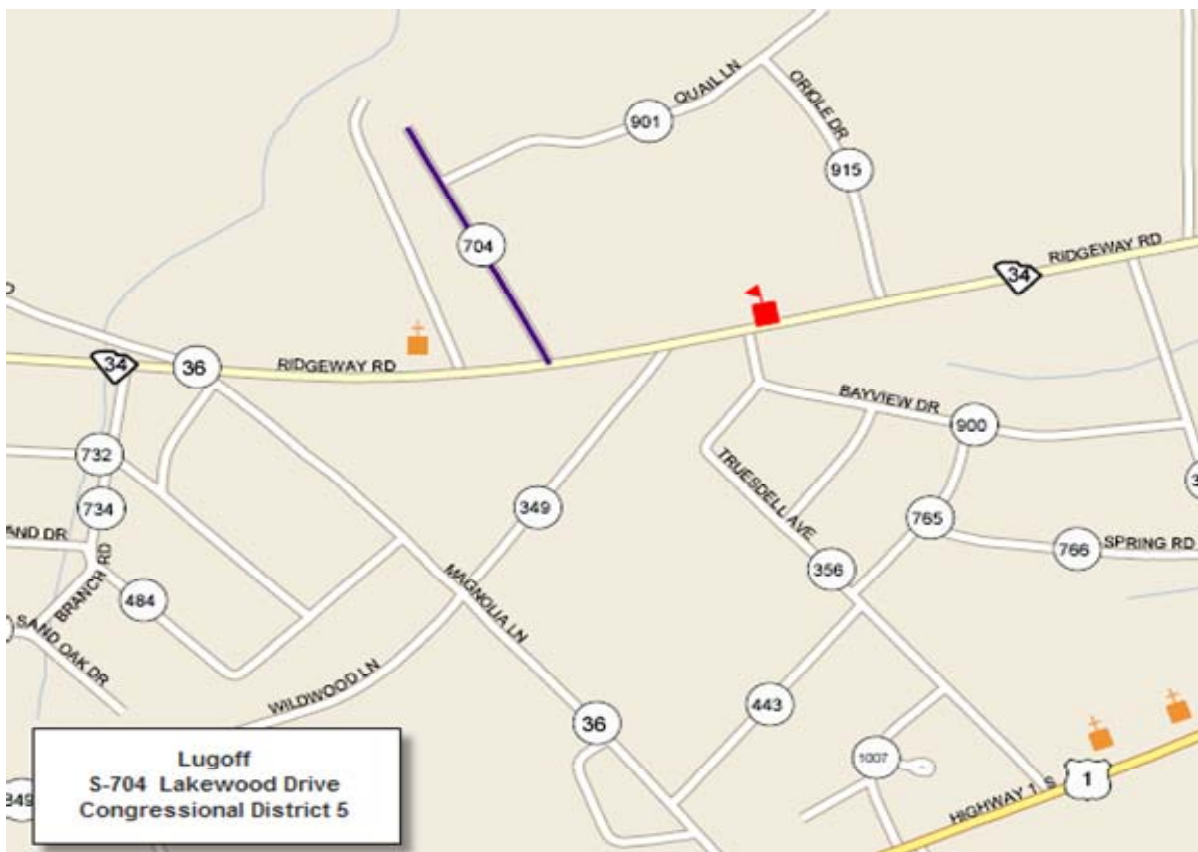 QUAIL LN
901
ORIOLE DR
915
704
RIDGEWAY RD
34
D
34
36
RIDGEWAY RD
BAYVIEW DR
900
732
734
349
TRUESDELL AVE
765
766
SPRING RD
AND DR
BRANCH RD
484
356
MAGNOLIA LN
SAND OAK DR
WILDWOOD LN
443
36
1007
1
HIGHWAY 1 S
349
Lugoff
S-704 Lakewood Drive
Congressional District 5